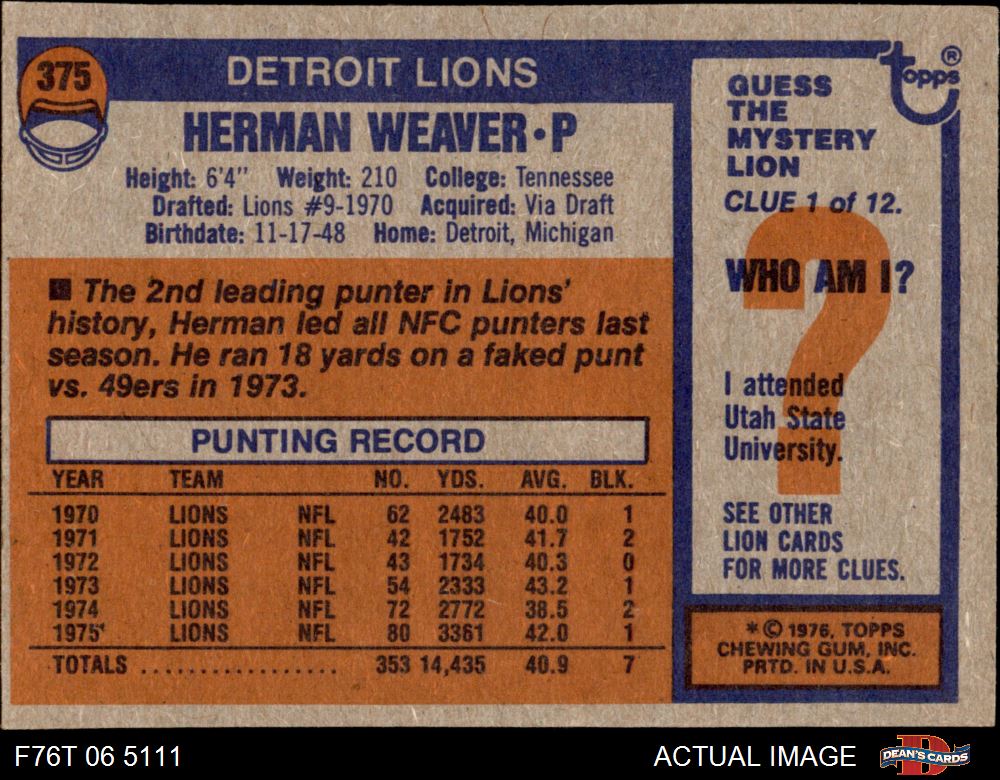 375
DETROIT LIONS
HERMAN WEAVER•P
Height: 6'4" Weight: 210 College: Tennessee
Drafted: Lions #9-1970 Acquired: Via Draft
Birthdate: 11-17-48 Home: Detroit, Michigan
■ The 2nd leading punter in Lions'
history, Herman led all NFC punters last
season. He ran 18 yards on a faked punt
vs. 49ers in 1973.
PUNTING RECORD
YEAR TEAM NO. YDS. AVG. BLK.
1970 LIONS NFL 62 2483 40.0 1
1971 LIONS NFL 42 1752 41.7 2
1972 LIONS NFL 43 1734 40.3 0
1973 LIONS NFL 54 2333 43.2 1
1974 LIONS NFL 72 2772 38.5 2
1975 LIONS NFL 80 3361 42.0 1
TOTALS .................. 353 14,435 40.9 7
topps®
GUESS
THE
MYSTERY
LION
CLUE 1 of 12.
?
WHO AM I?
I attended
Utah State
University.
SEE OTHER
LION CARDS
FOR MORE CLUES.
*© 1976, TOPPS
CHEWING GUM, INC.
PRTD. IN U.S.A.
F76T 06 5111
ACTUAL IMAGE
D
DEAN'S CARDS